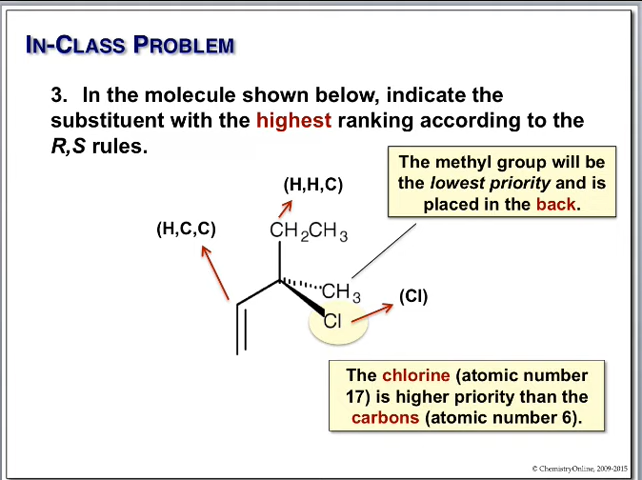 IN-CLASS PROBLEM
3. In the molecule shown below, indicate the
substituent with the highest ranking according to the
R,S rules.
The methyl group will be
the lowest priority and is
placed in the back.
(H,H,C)
(H,C,C)
CH₂CH₃
CH₃
(Cl)
Cl
The chlorine (atomic number
17) is higher priority than the
carbons (atomic number 6).
© ChemistryOnline, 2009-2015